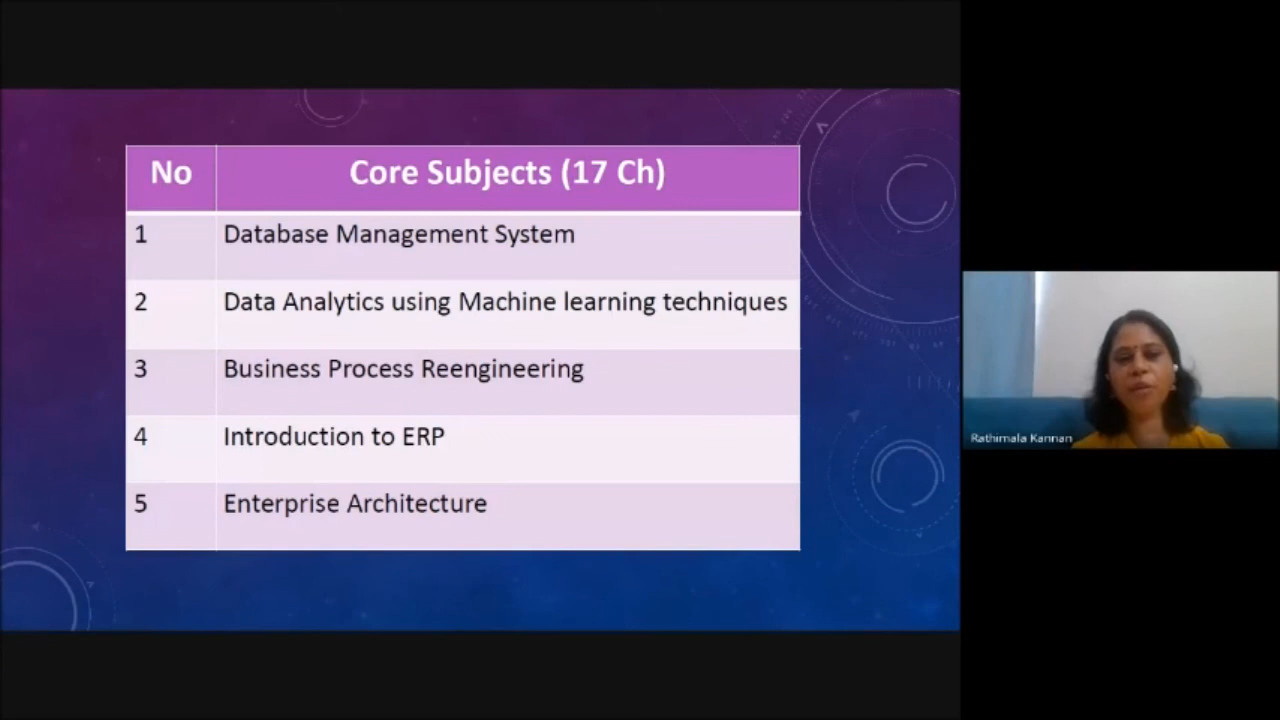 No Core Subjects (17 Ch)
1 Database Management System
2 Data Analytics using Machine learning techniques
3 Business Process Reengineering
4 Introduction to ERP
5 Enterprise Architecture
Rathimala Kannan